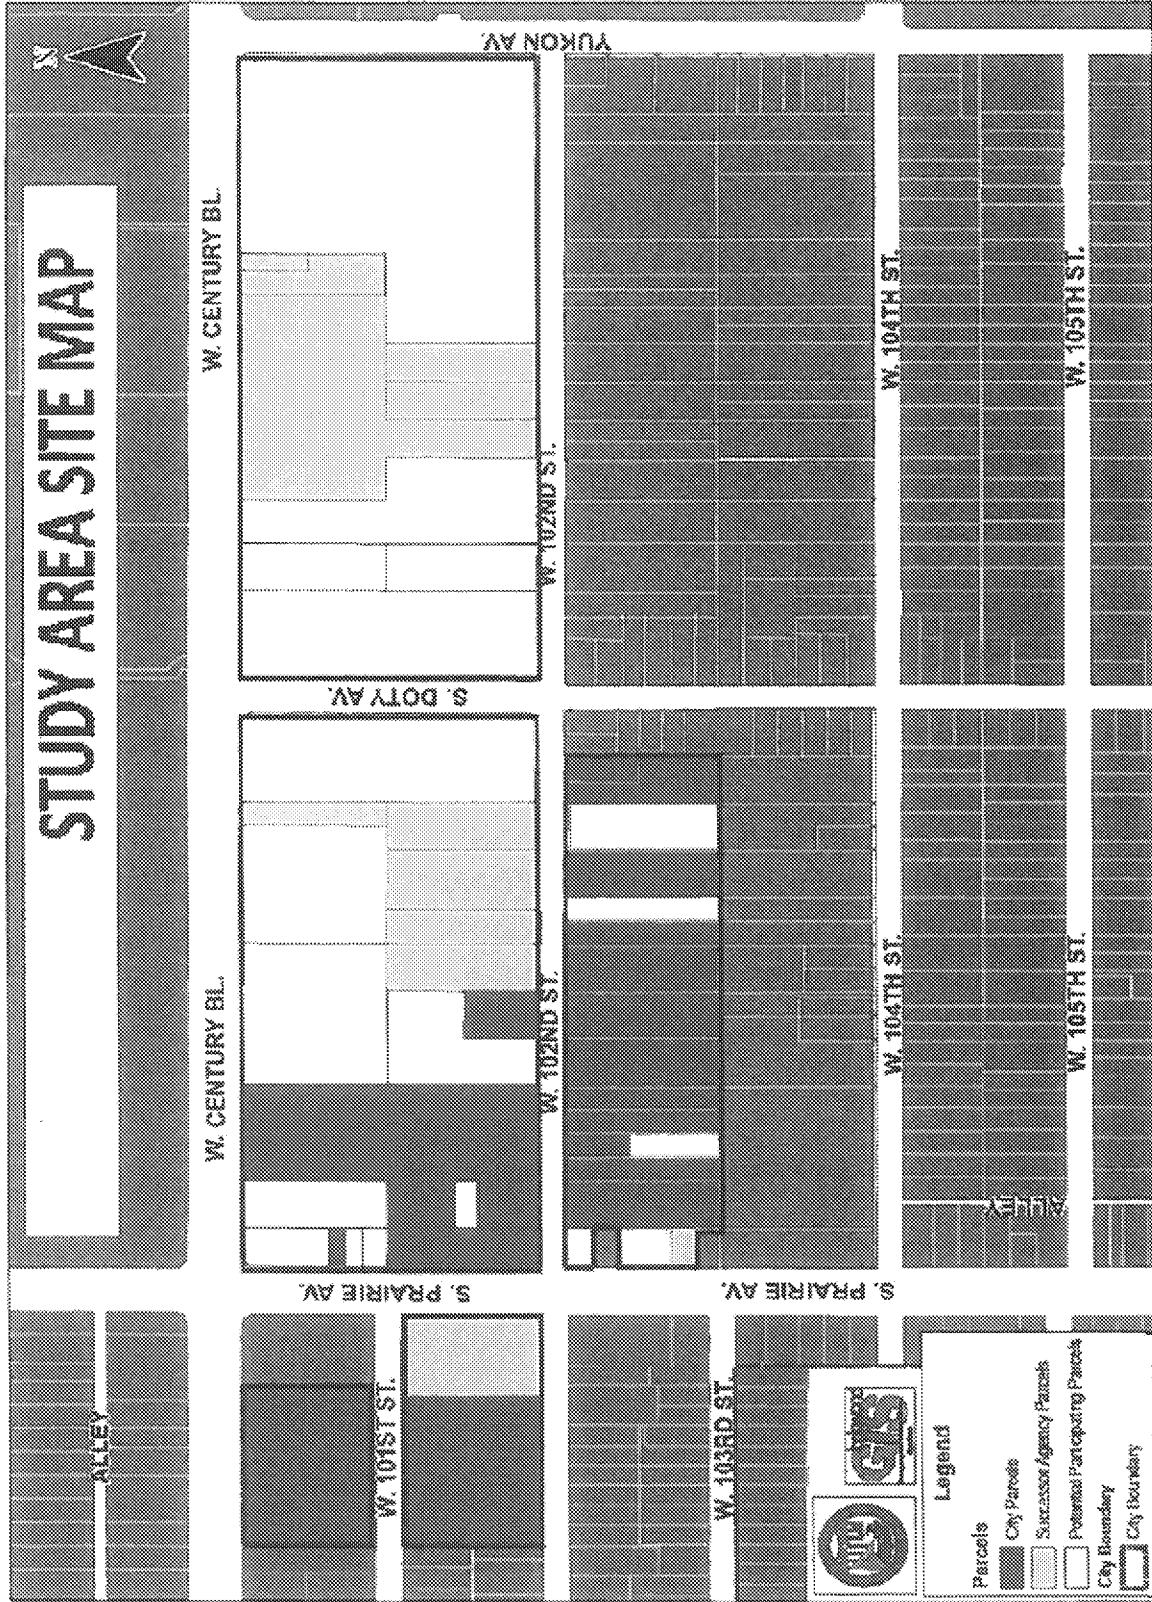 STUDY AREA SITE MAP
N
ALLEY
W. CENTURY BL.
W. CENTURY BL.
YUKON AV
S. PRAIRIE AV.
S. DOTY AV.
W. 101ST ST.
W. 102ND ST.
W. 102ND ST.
W. 103RD ST.
S. PRAIRIE AV.
W. 104TH ST.
W. 104TH ST.
ALLEY
W. 105TH ST.
W. 105TH ST.
GIS
Legend
Parcels
City Parcels
Successor Agency Parcels
Potential Participating Parcels
City Boundary
City Boundary